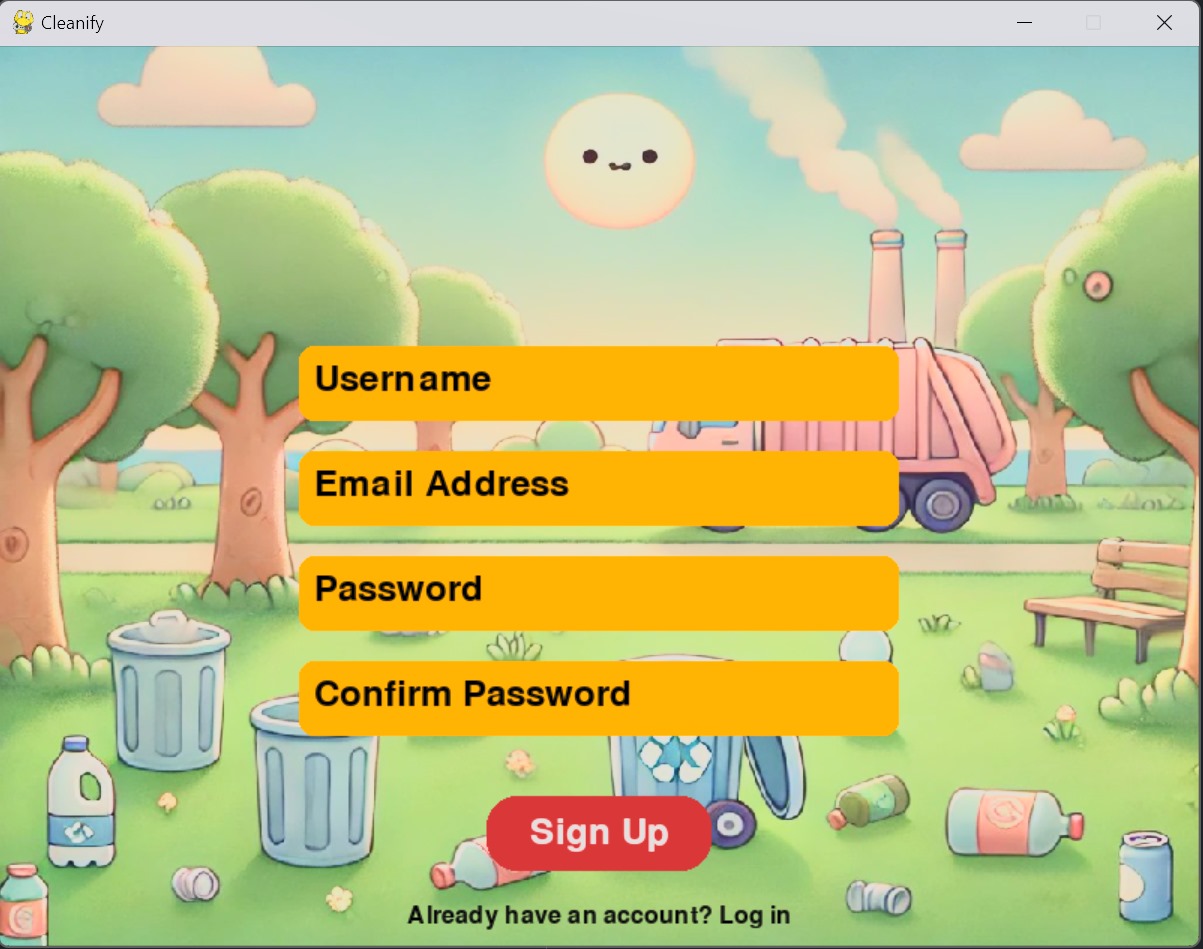 Cleanify
Username
Email Address
Password
Confirm Password
Sign Up
Already have an account? Log in